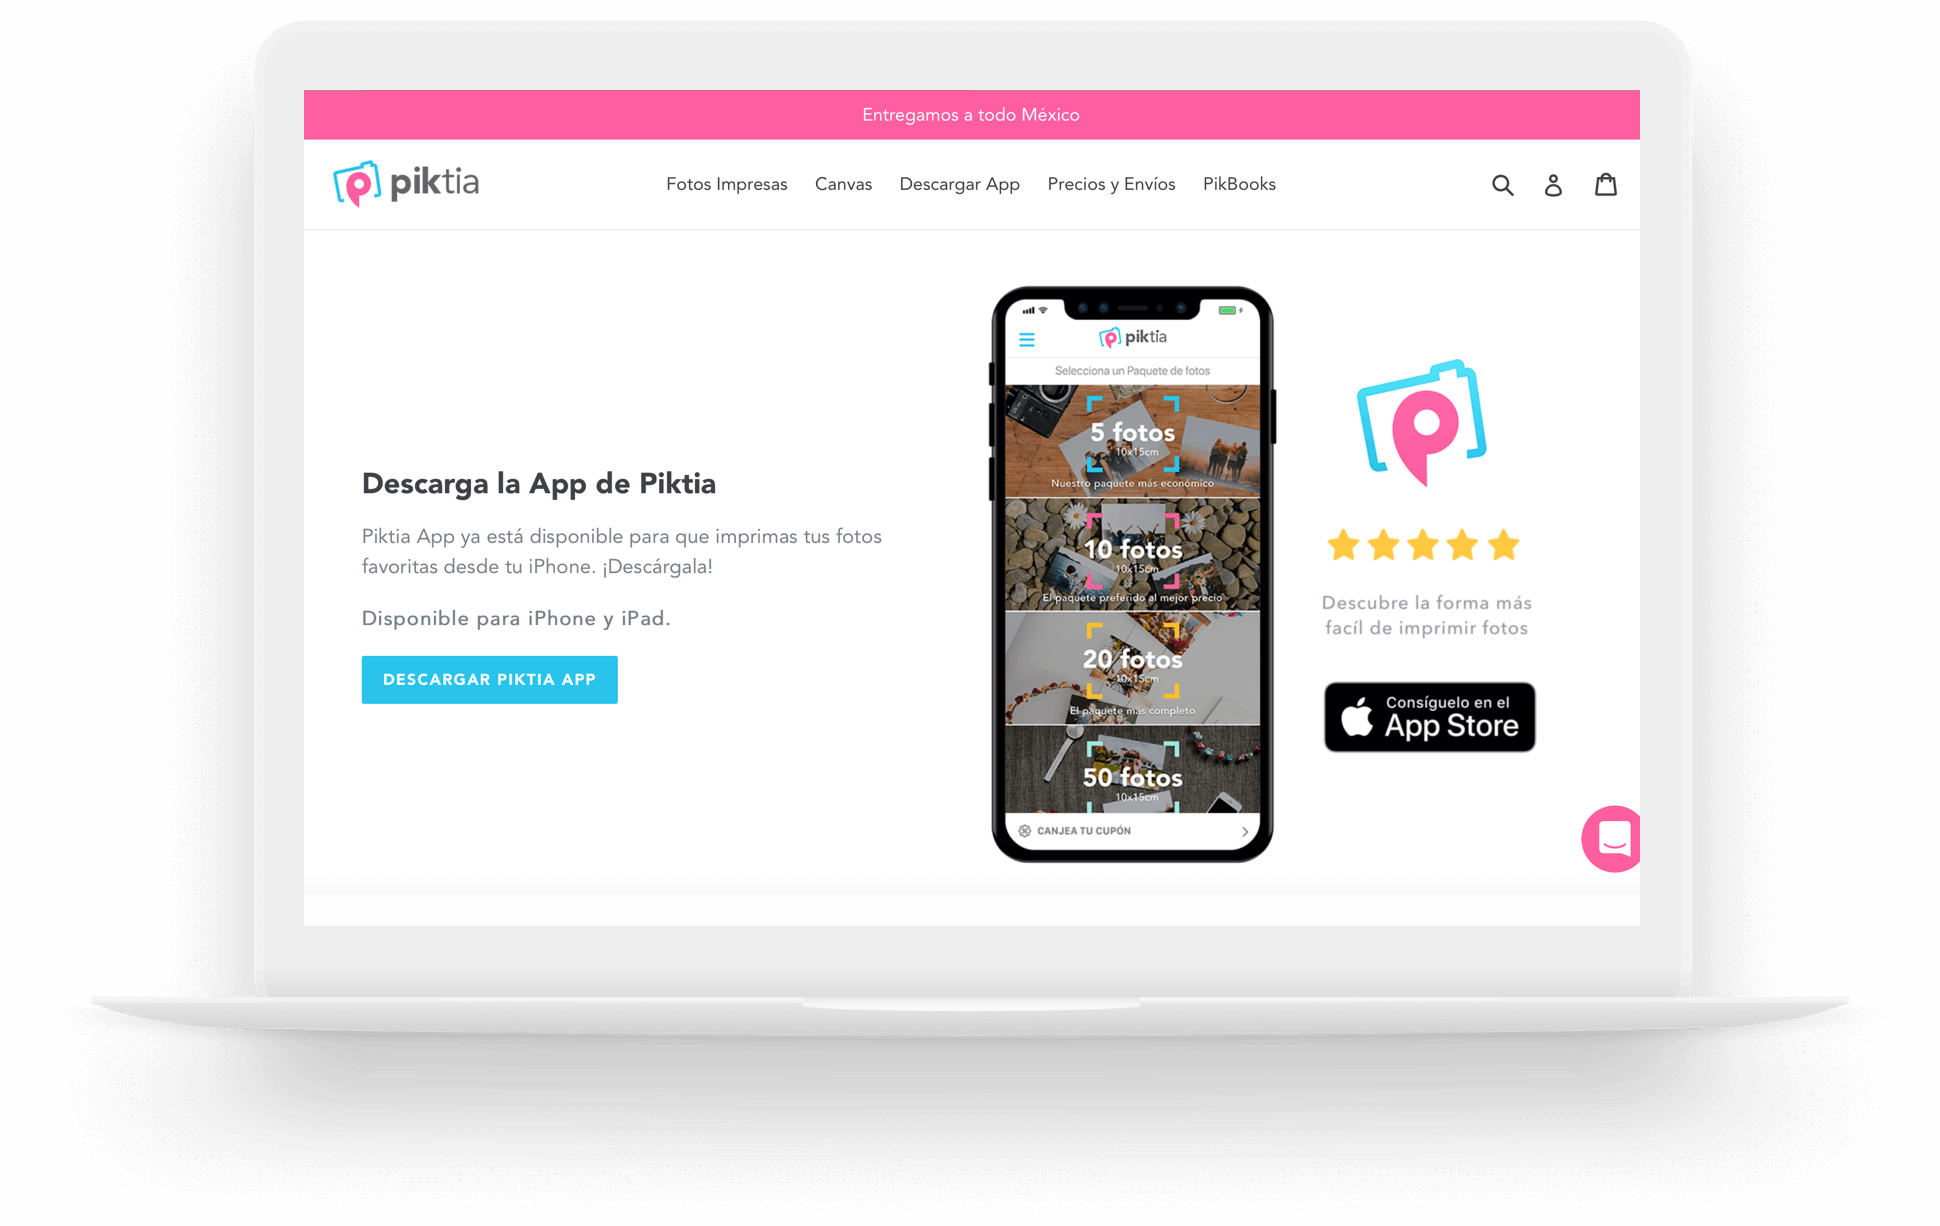 Entregamos a todo México
piktia
Fotos Impresas Canvas Descargar App Precios y Envíos PikBooks
Descarga la App de Piktia
Piktia App ya está disponible para que imprimas tus fotos
favoritas desde tu iPhone. ¡Descárgala!
Disponible para iPhone y iPad.
DESCARGAR PIKTIA APP
piktia
Selecciona un Paquete de fotos
5 fotos
10x15cm
Nuestro paquete más económico
10 fotos
10x15cm
El paquete preferido al mejor precio
20 fotos
10x15cm
El paquete más completo
50 fotos
10x15cm
CANJEA TU CUPÓN
Descubre la forma más
facíl de imprimir fotos
Consíguelo en el
App Store